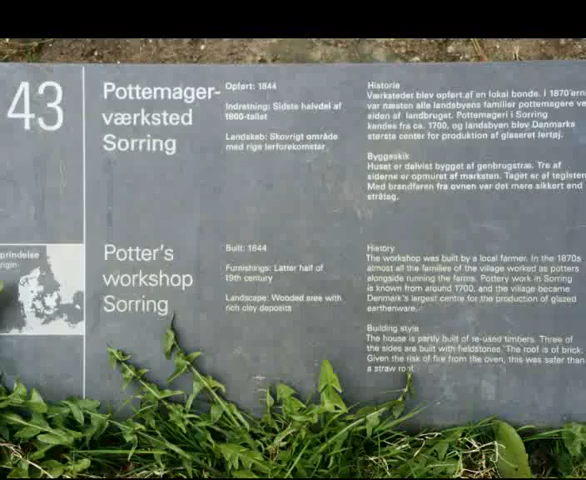 43
Pottemager-
værksted
Sorring
Opført: 1844
Indretning: Sidste halvdel af
1800-tallet
Landskab: Skovrigt område
med rige lerforekomster
Historie
Værkstedet blev opført af en lokal bonde. I 1870'ern
var næsten alle landsbyens familier pottemagere ve
siden af landbruget. Pottemageri i Sorring
kendes fra ca. 1700, og landsbyen blev Danmarks
største center for produktion af glaseret lertøj.
Byggeskik
Huset er delvist bygget af genbrugstræ. Tre af
siderne er opmuret af marksten. Taget er af teglsten
Med brandfaren fra ovnen var det mere sikkert end
stråtag.
prindelse
Potter's
workshop
Sorring
Built: 1844
Furnishings: Latter half of
19th century
Landscape: Wooded area with
rich clay deposits
History
The workshop was built by a local farmer. In the 1870s
almost all the families of the village worked as potters
alongside running the farms. Pottery work in Sorring
is known from around 1700, and the village became
Denmark's largest centre for the production of glazed
earthenware.
Building style
The house is partly built of re-used timbers. Three of
the sides are built with fieldstones. The roof is of brick.
Given the risk of fire from the oven, this was safer than
a straw roof.